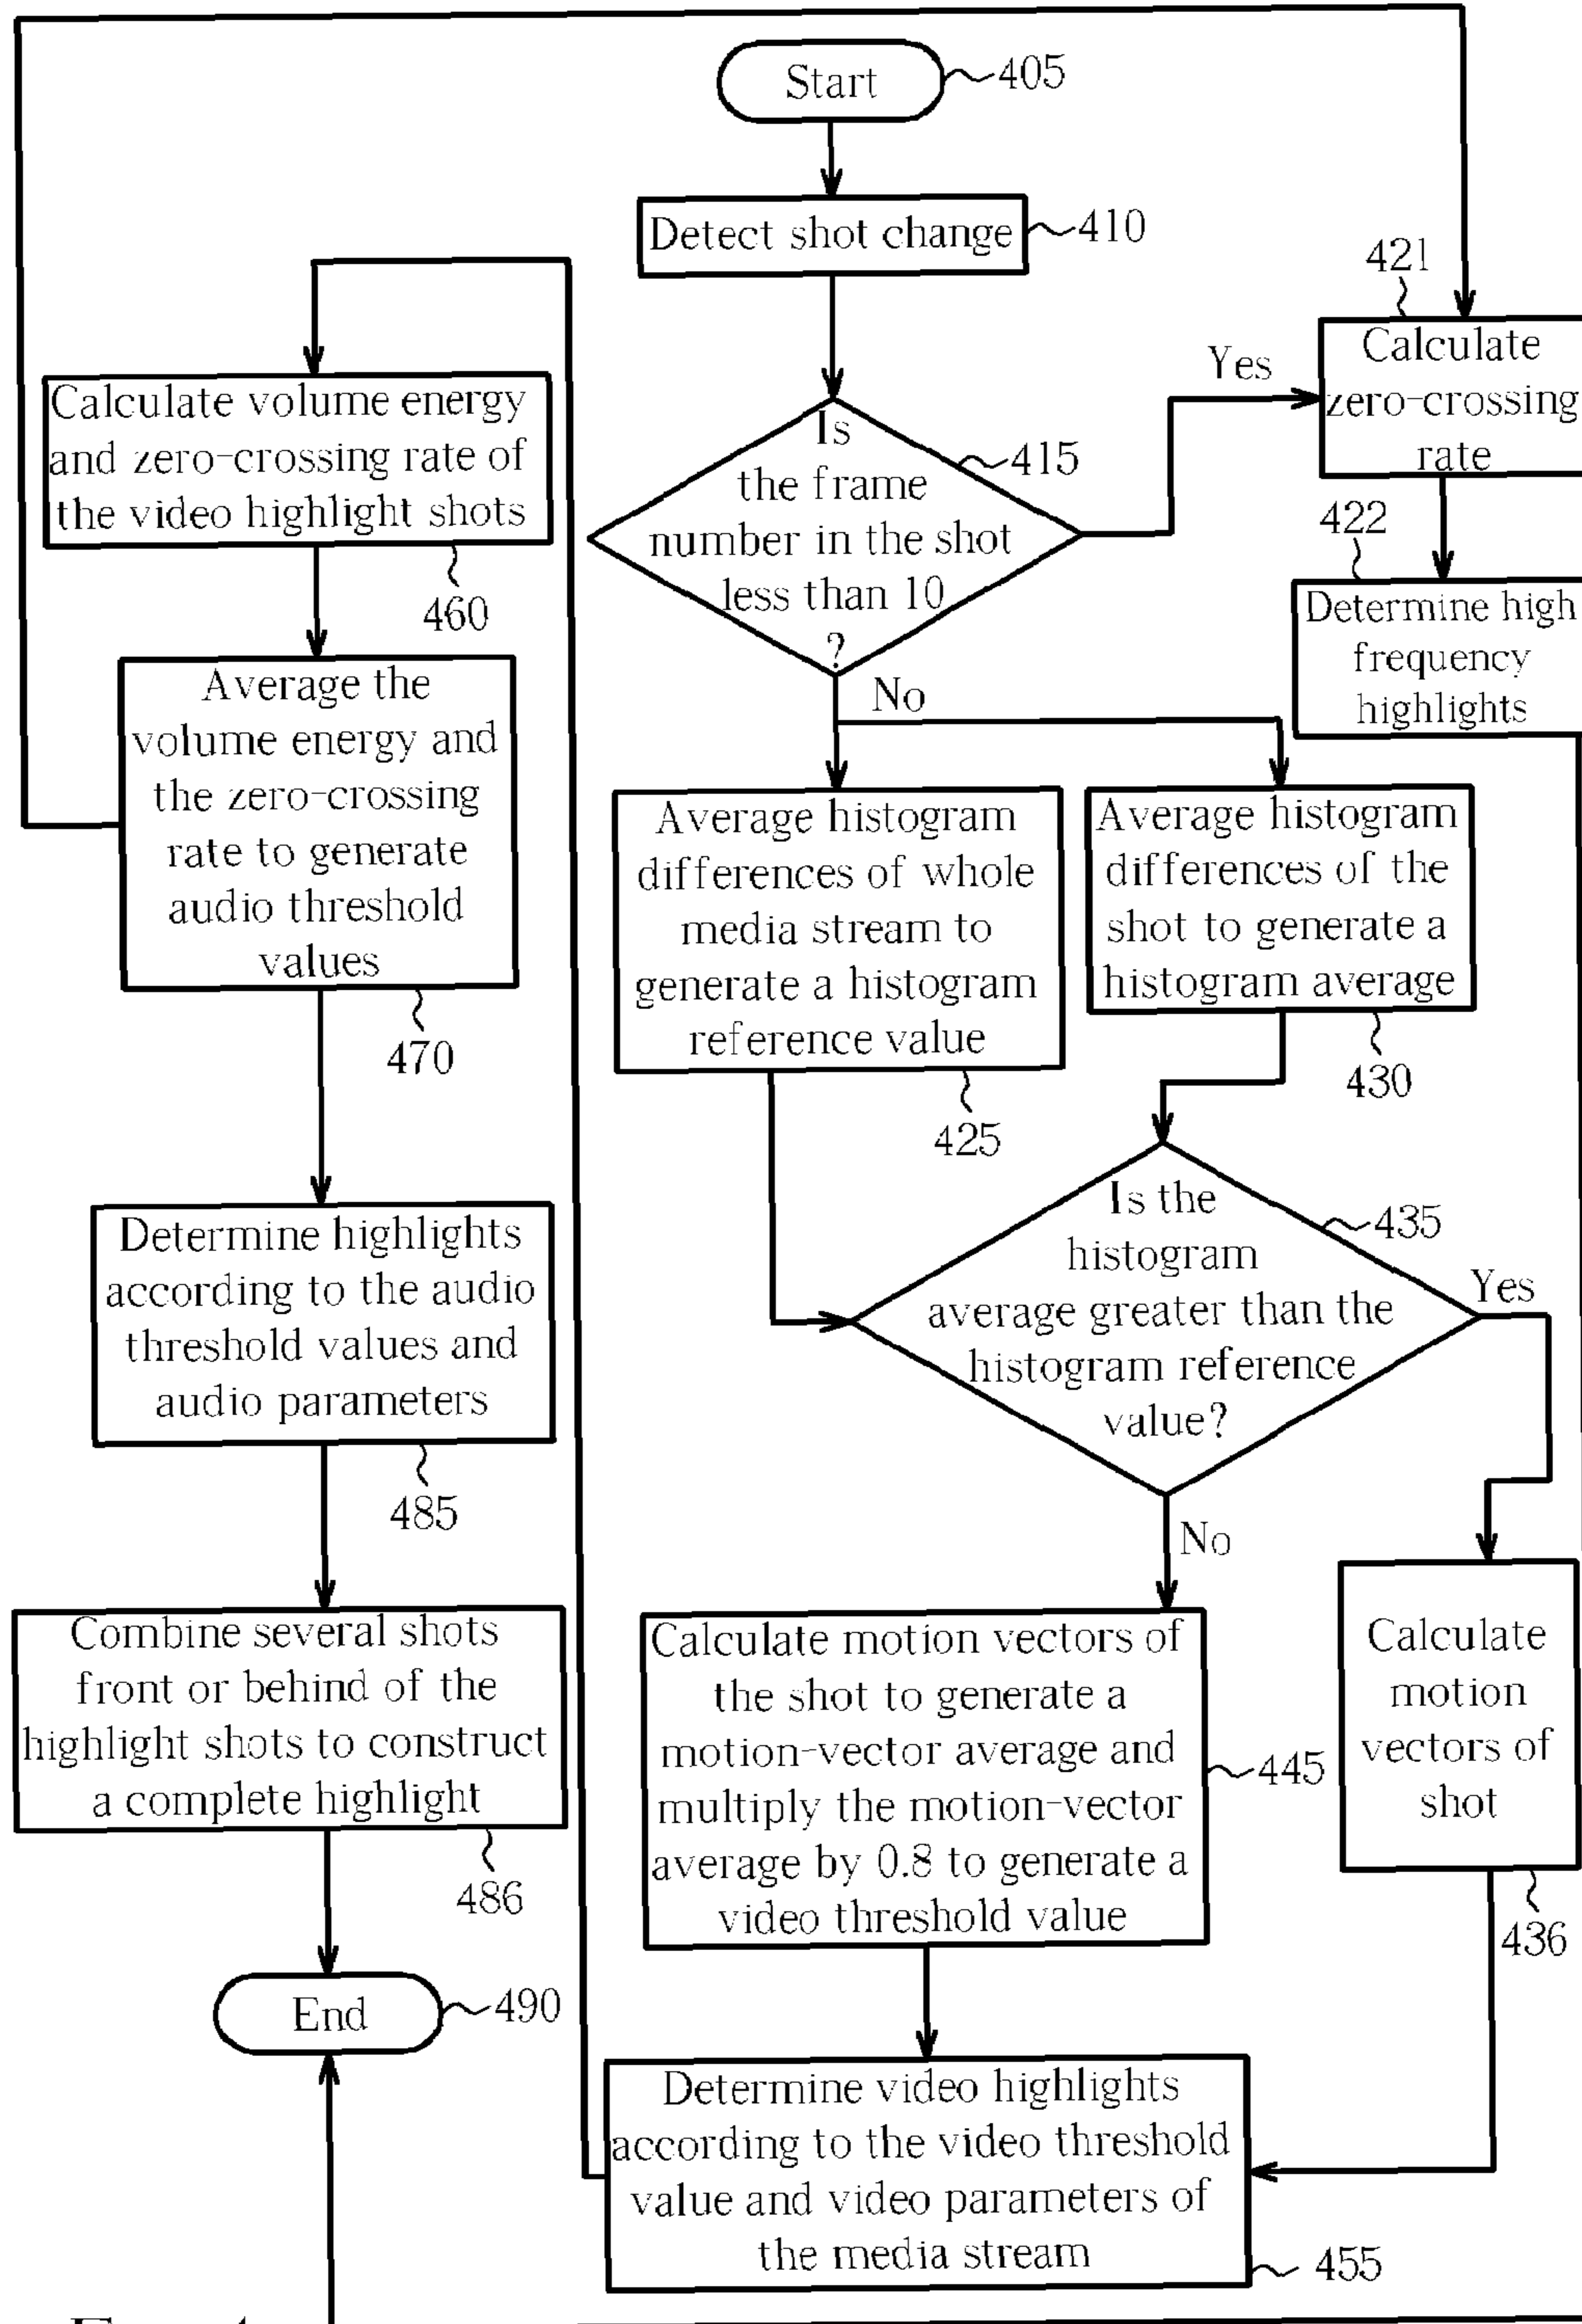 Start
405
Detect shot change
410
Is
the frame
number in the shot
less than 10
?
415
Yes
No
421
Calculate
zero-crossing
rate
422
Determine high
frequency
highlights
Average histogram
differences of whole
media stream to
generate a histogram
reference value
425
Average histogram
differences of the
shot to generate a
histogram average
430
Is the
histogram
average greater than the
histogram reference
value?
435
Yes
No
Calculate
motion
vectors of
shot
436
Calculate motion vectors of
the shot to generate a
motion-vector average and
multiply the motion-vector
average by 0.8 to generate a
video threshold value
445
Determine video highlights
according to the video threshold
value and video parameters of
the media stream
455
Calculate volume energy
and zero-crossing rate of
the video highlight shots
460
Average the
volume energy and
the zero-crossing
rate to generate
audio threshold
values
470
Determine highlights
according to the audio
threshold values and
audio parameters
485
Combine several shots
front or behind of the
highlight shots to construct
a complete highlight
486
End
490